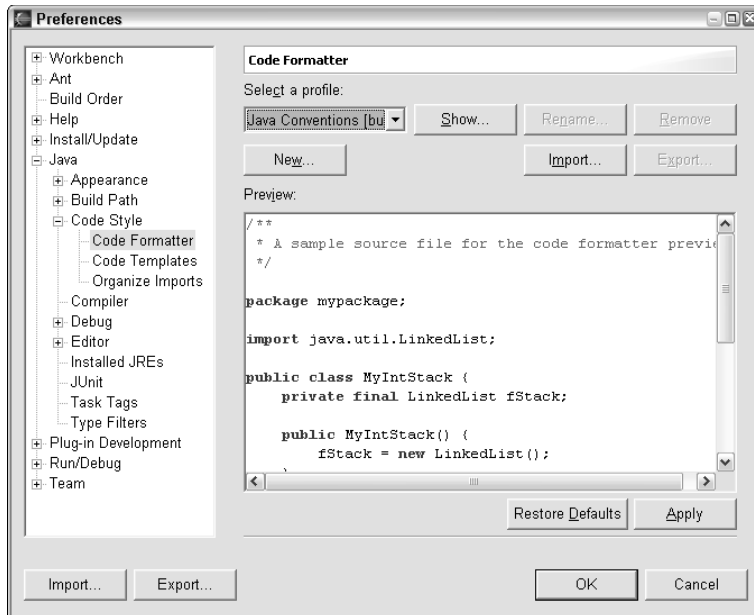 Preferences
Workbench
Ant
Build Order
Help
Install/Update
Java
Appearance
Build Path
Code Style
Code Formatter
Code Templates
Organize Imports
Compiler
Debug
Editor
Installed JREs
JUnit
Task Tags
Type Filters
Plug-in Development
Run/Debug
Team
Code Formatter
Select a profile:
Java Conventions [bu
Show...
Rename...
Remove
New...
Import...
Export...
Preview:
/**
* A sample source file for the code formatter previe
*/
package mypackage;
import java.util.LinkedList;
public class MyIntStack {
private final LinkedList fStack;
public MyIntStack() {
fStack = new LinkedList();
Restore Defaults
Apply
Import...
Export...
OK
Cancel